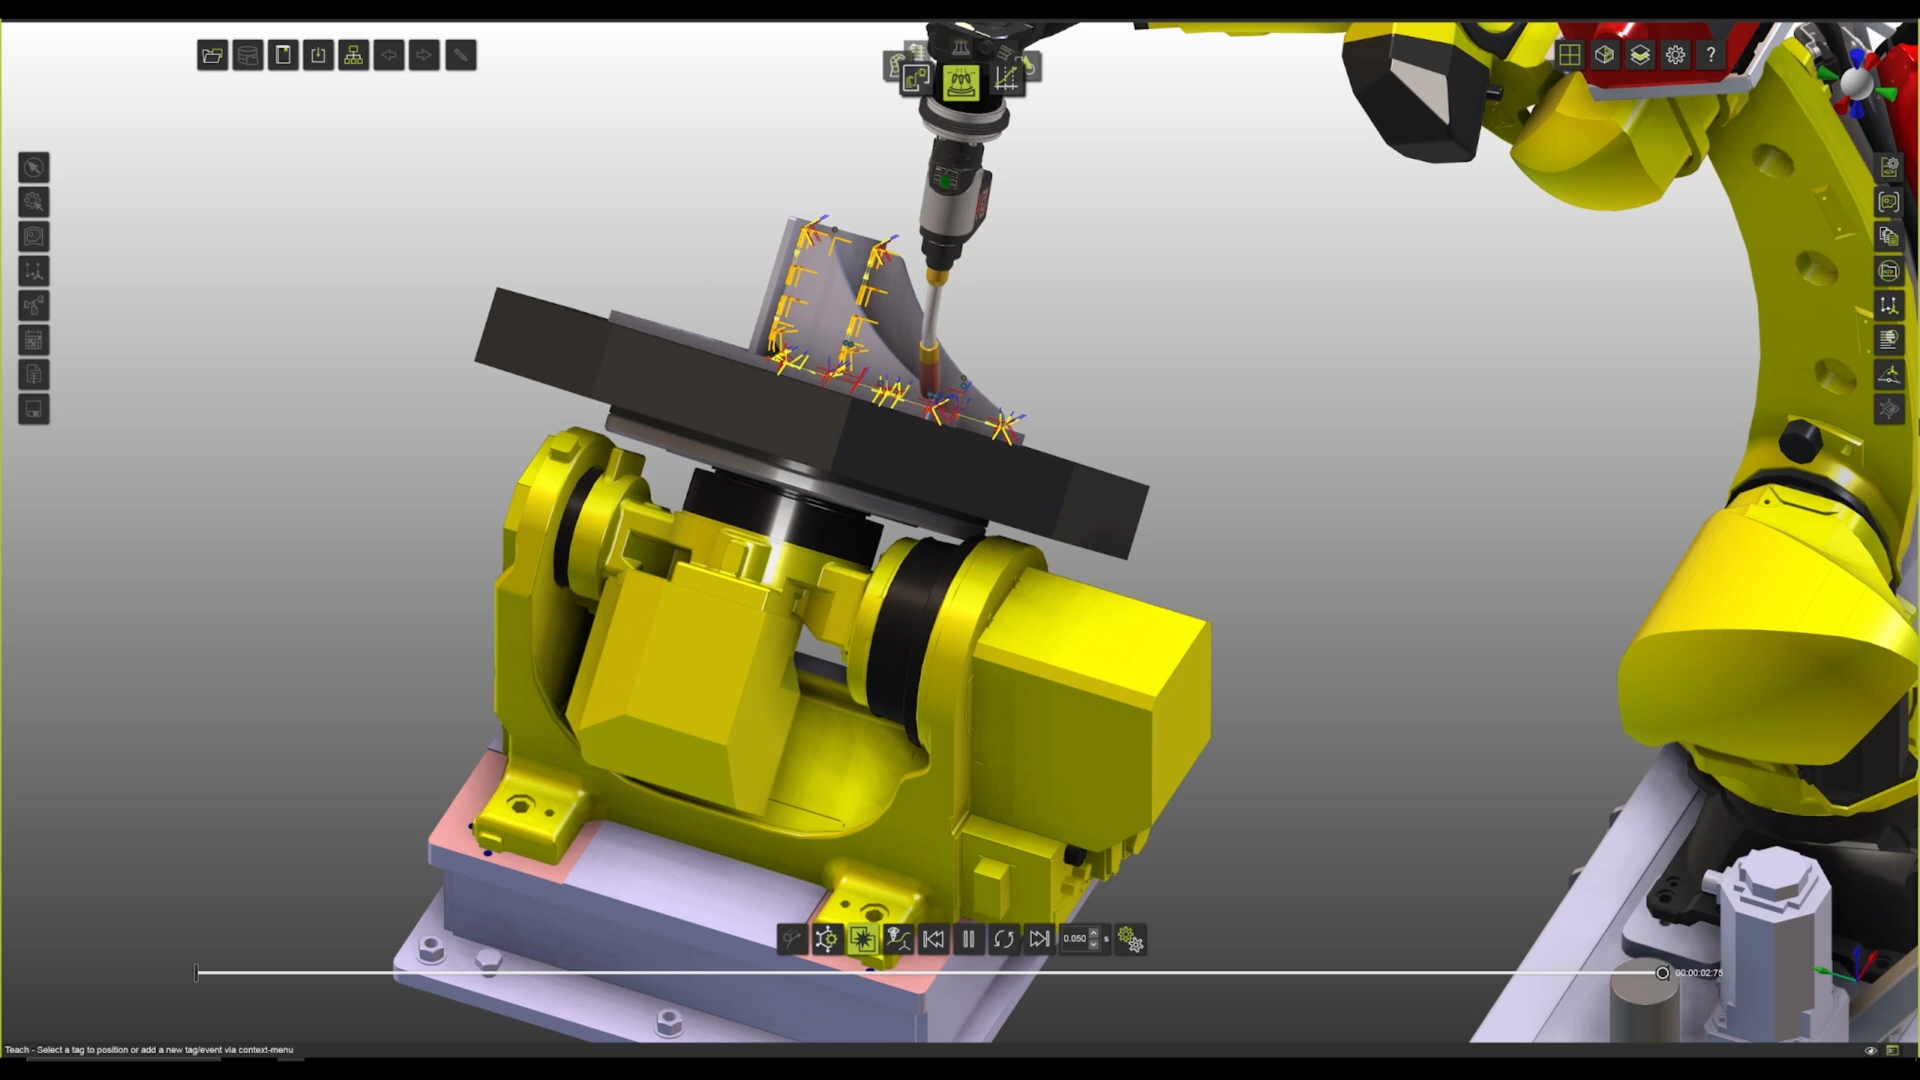 ?
0.050 s
00:00:02:75
Teach - Select a tag to position or add a new tag/event via context-menu